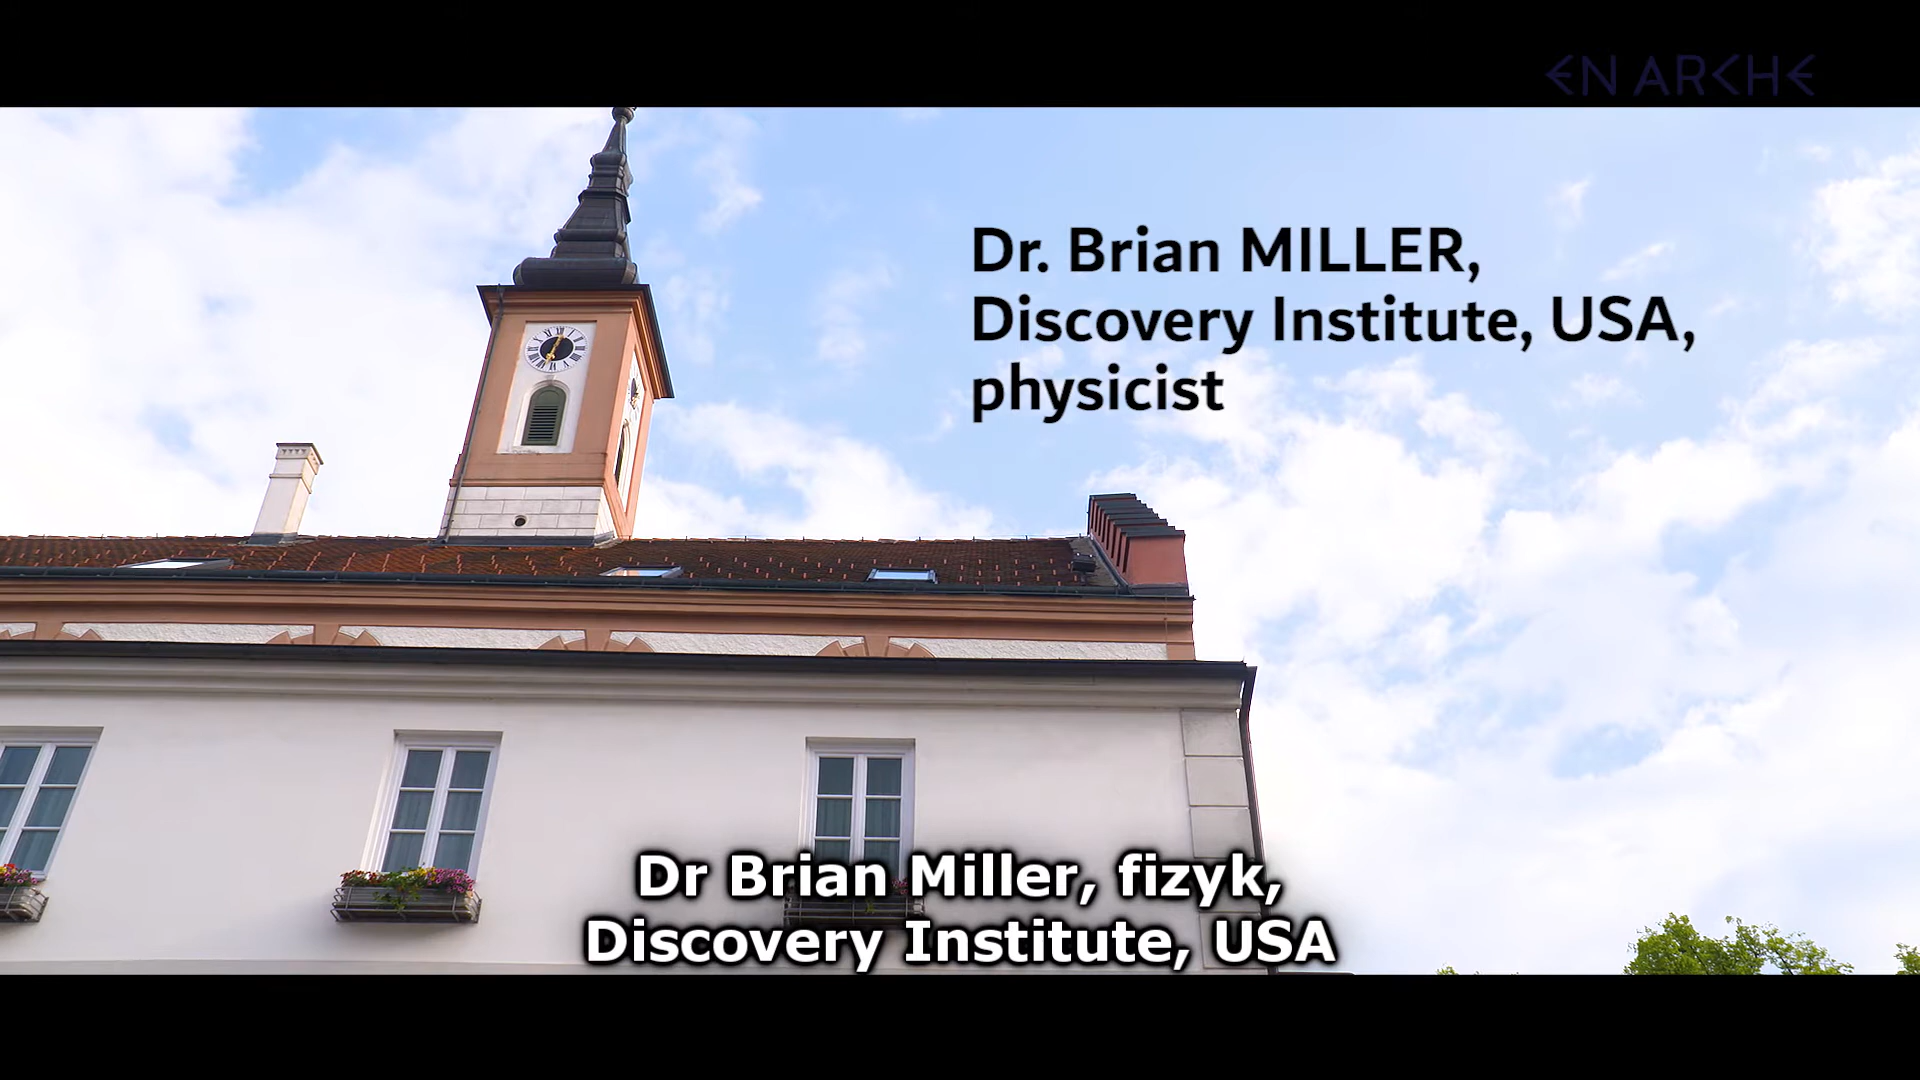 EN ARCHE
Dr. Brian MILLER,
Discovery Institute, USA,
physicist
Dr Brian Miller, fizyk,
Discovery Institute, USA